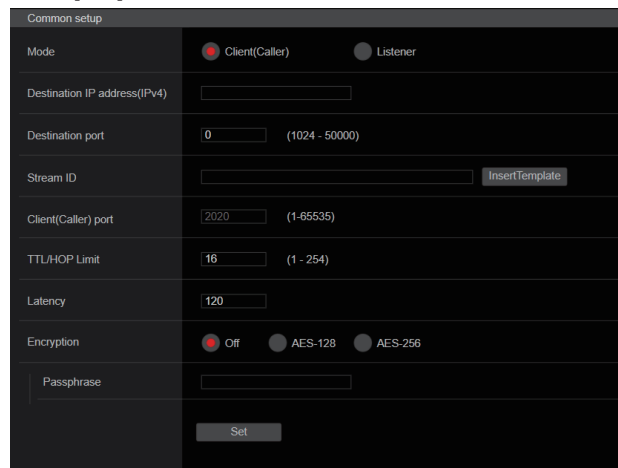 Common setup
Mode Client(Caller) Listener
Destination IP address(IPv4)
Destination port 0 (1024 - 50000)
Stream ID InsertTemplate
Client(Caller) port 2020 (1-65535)
TTL/HOP Limit 16 (1 - 254)
Latency 120
Encryption Off AES-128 AES-256
Passphrase
Set